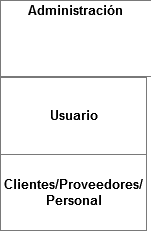 Administración
Usuario
Clientes/Proveedores/
Personal